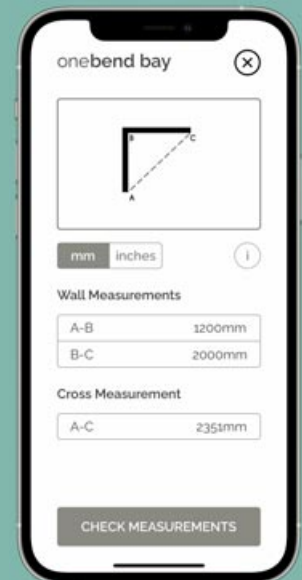 onebend bay
B
C
A
mm inches i
Wall Measurements
A-B 1200mm
B-C 2000mm
Cross Measurement
A-C 2351mm
CHECK MEASUREMENTS